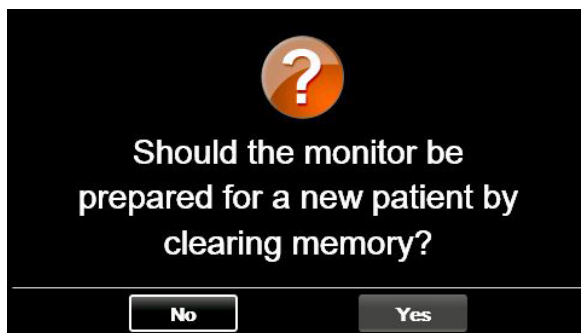 ?
Should the monitor be
prepared for a new patient by
clearing memory?
No Yes